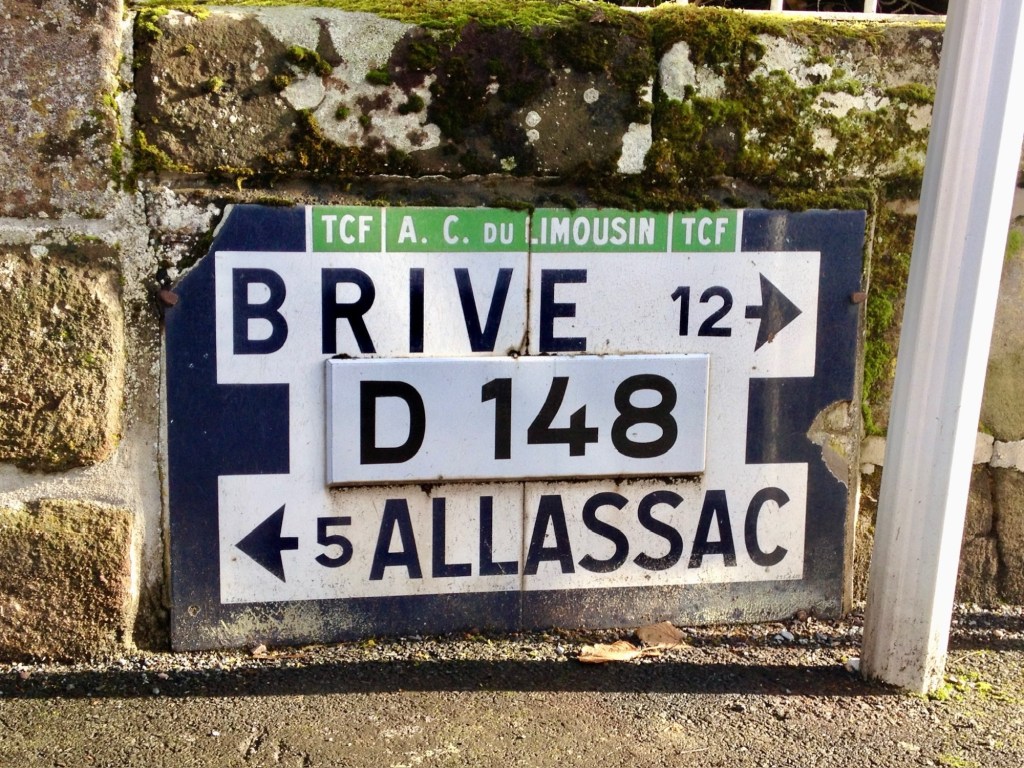 TCF A. C. DU LIMOUSIN TCF
BRIVE 12
D 148
5 ALLASSAC